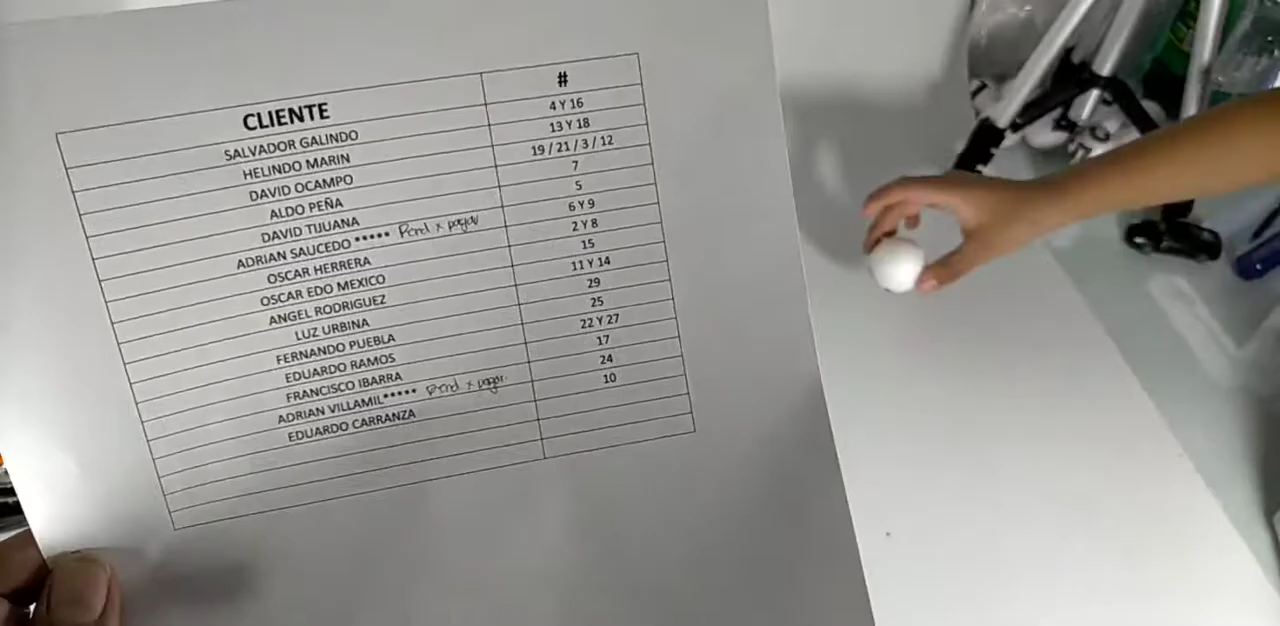 CLIENTE #
SALVADOR GALINDO 4 Y 16
HELINDO MARIN 13 Y 18
DAVID OCAMPO 19 / 21 / 3 / 12
ALDO PEÑA 7
DAVID TIJUANA 5
ADRIAN SAUCEDO ***** Pend x pagar 6 Y 9
OSCAR HERRERA 2 Y 8
OSCAR EDO MEXICO 15
ANGEL RODRIGUEZ 11 Y 14
LUZ URBINA 29
FERNANDO PUEBLA 25
EDUARDO RAMOS 22 Y 27
FRANCISCO IBARRA 17
ADRIAN VILLAMIL***** Pend x pagar. 24
EDUARDO CARRANZA 10